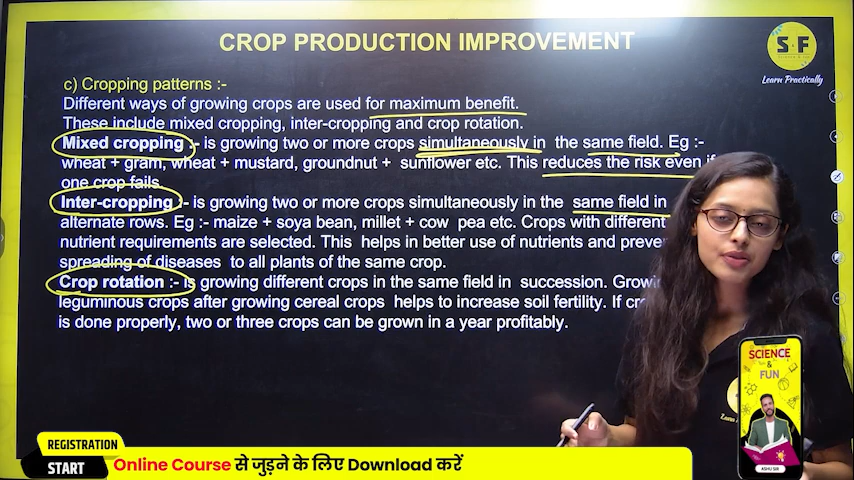 CROP PRODUCTION IMPROVEMENT
S F
Learn Practically
c) Cropping patterns :-
Different ways of growing crops are used for maximum benefit.
These include mixed cropping, inter-cropping and crop rotation.
Mixed cropping :- is growing two or more crops simultaneously in the same field. Eg :-
wheat + gram, wheat + mustard, groundnut + sunflower etc. This reduces the risk even if
one crop fails.
Inter-cropping :- is growing two or more crops simultaneously in the same field in
alternate rows. Eg :- maize + soya bean, millet + cow pea etc. Crops with different
nutrient requirements are selected. This helps in better use of nutrients and
spreading of diseases to all plants of the same crop.
Crop rotation :- is growing different crops in the same field in succession.
leguminous crops after growing cereal crops helps to increase soil fertility. If
is done properly, two or three crops can be grown in a year profitably.
SCIENCE
&
FUN
ASHU SIR
REGISTRATION
START
Online Course से जुड़ने के लिए Download करें